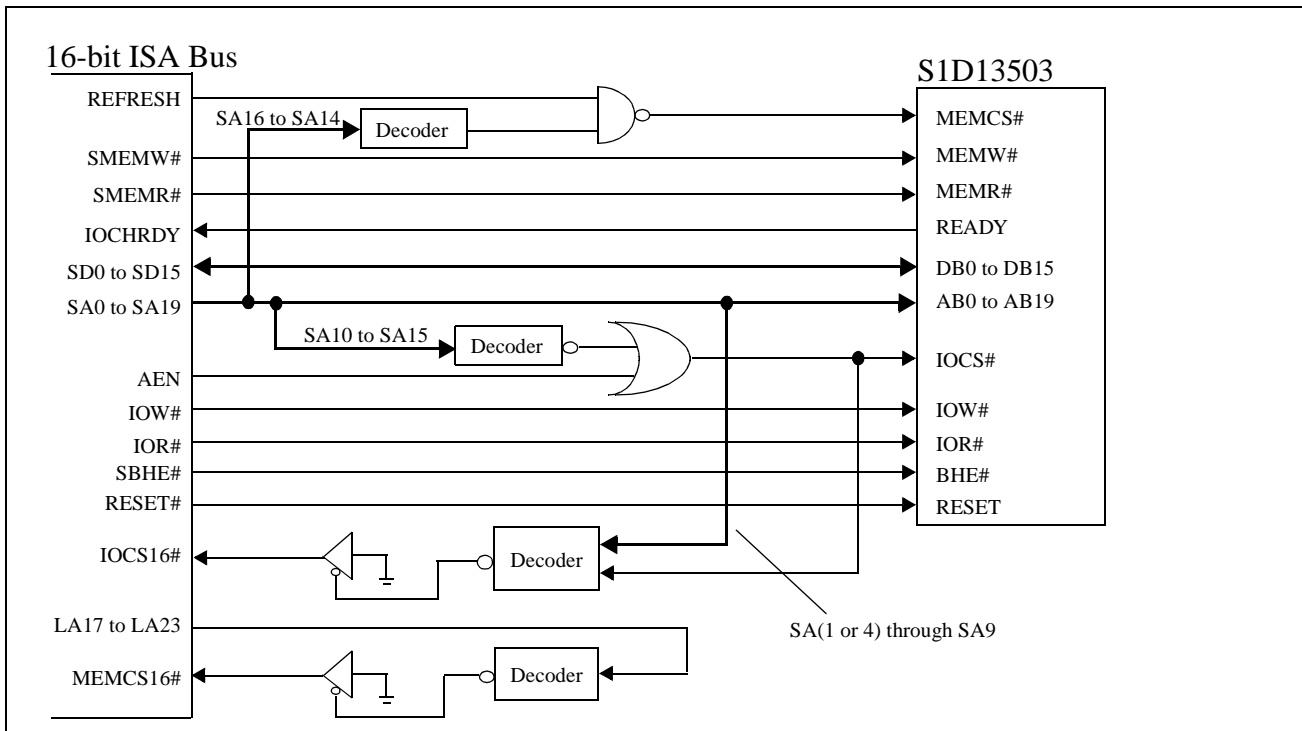 16-bit ISA Bus
S1D13503
REFRESH
SA16 to SA14
Decoder
MEMCS#
SMEMW#
MEMW#
SMEMR#
MEMR#
IOCHRDY
READY
SD0 to SD15
DB0 to DB15
SA0 to SA19
AB0 to AB19
SA10 to SA15
Decoder
IOCS#
AEN
IOW#
IOW#
IOR#
IOR#
SBHE#
BHE#
RESET#
RESET
IOCS16#
Decoder
LA17 to LA23
SA(1 or 4) through SA9
MEMCS16#
Decoder